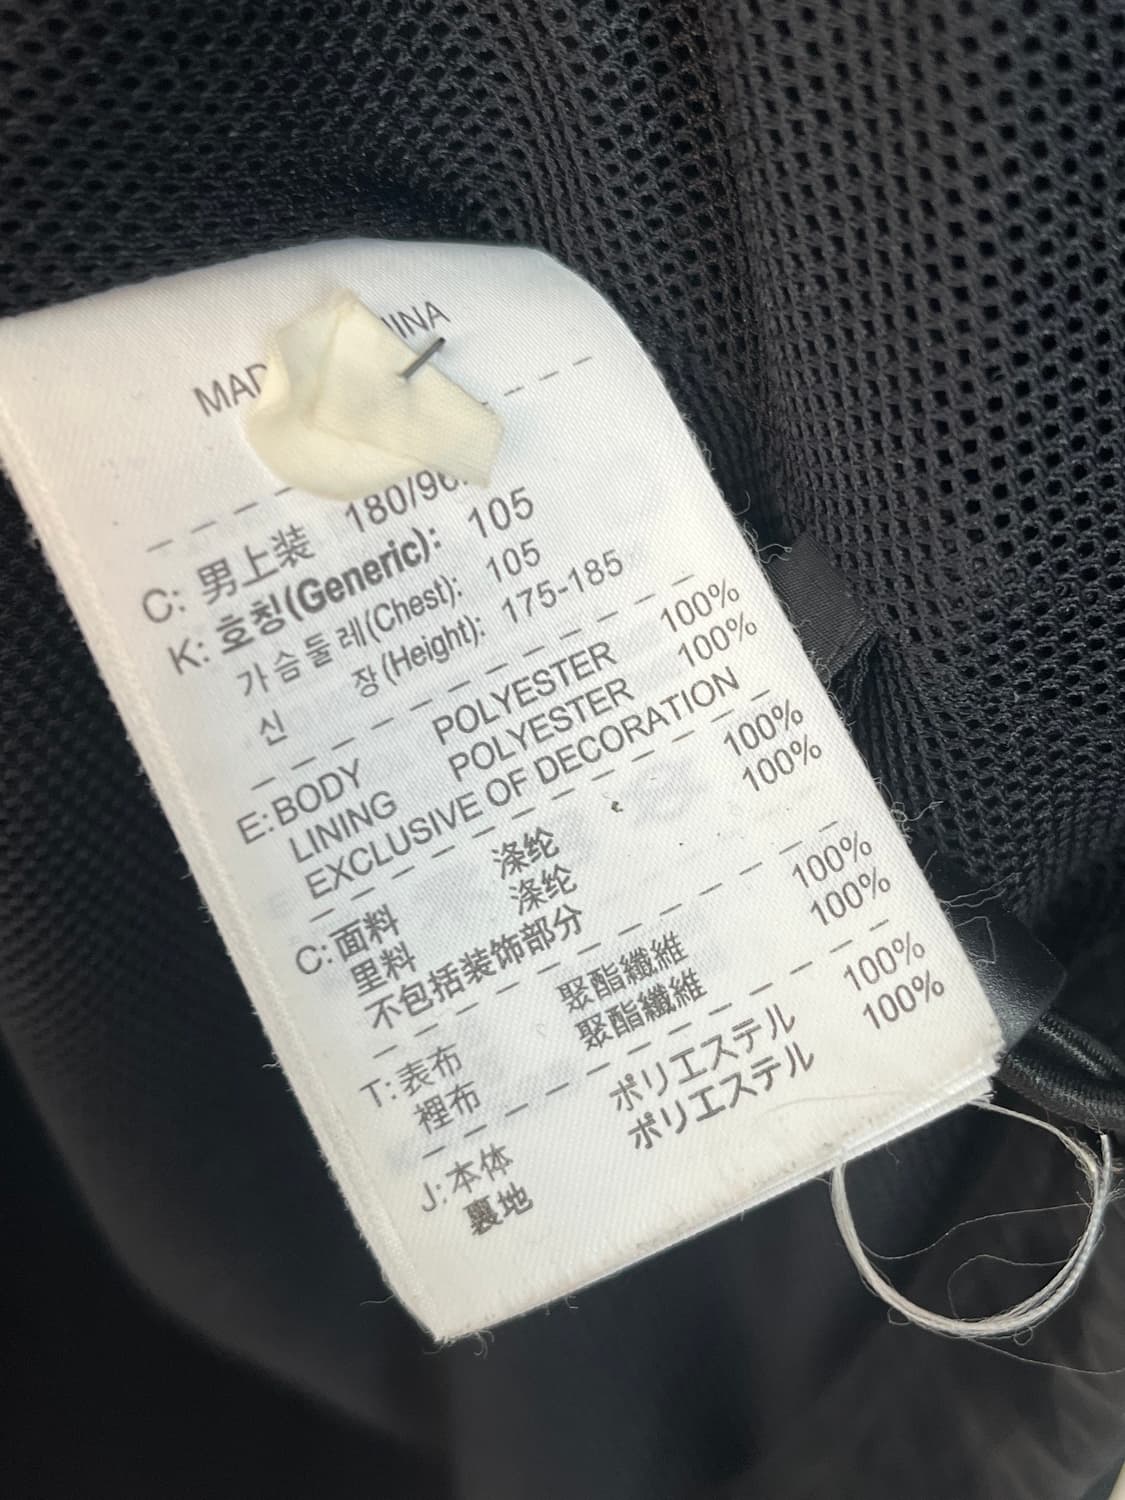 C: 男上装
K: 호칭(Generic): 105
가슴둘레(Chest): 105
신 장(Height): 175-185
E: BODY POLYESTER 100%
LINING POLYESTER 100%
EXCLUSIVE OF DECORATION
C: 面料 涤纶 100%
里料 涤纶 100%
不包括装饰部分
T: 表布 聚酯纖維 100%
裡布 聚酯纖維 100%
J: 本体 ポリエステル 100%
裏地 ポリエステル 100%